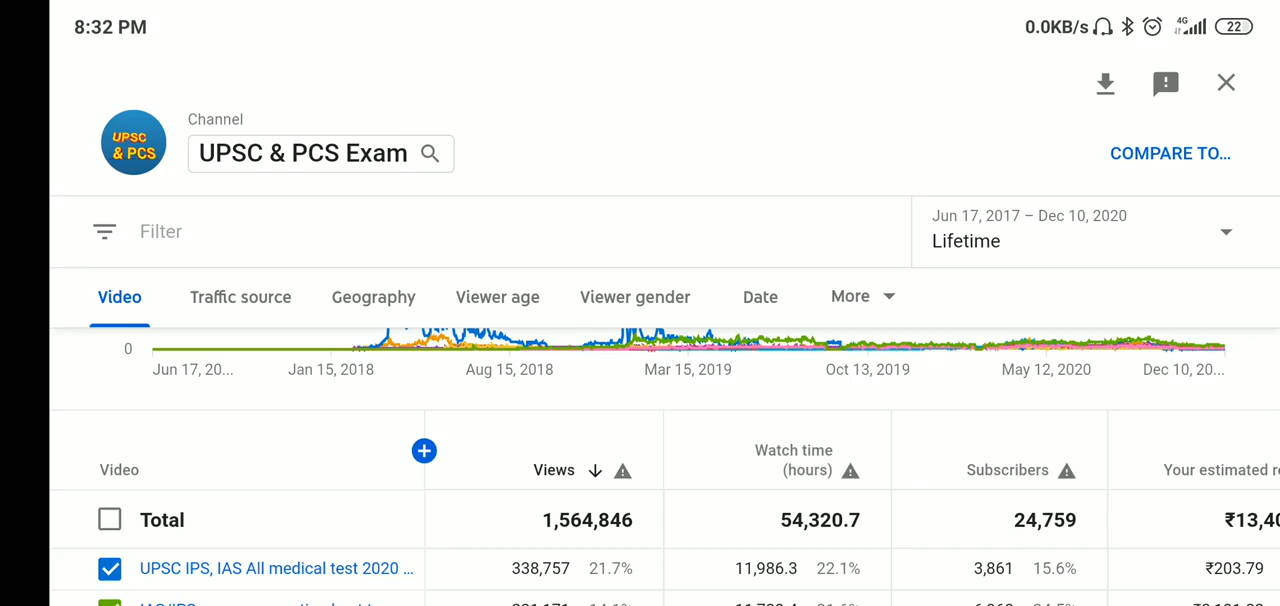 8:32 PM
0.0KB/s
4G
22
UPSC
& PCS
Channel
UPSC & PCS Exam
COMPARE TO...
Filter
Jun 17, 2017 – Dec 10, 2020
Lifetime
Video
Traffic source
Geography
Viewer age
Viewer gender
Date
More
0
Jun 17, 20...
Jan 15, 2018
Aug 15, 2018
Mar 15, 2019
Oct 13, 2019
May 12, 2020
Dec 10, 20...
Video
Views
Watch time
(hours)
Subscribers
Your estimated re
Total
1,564,846
54,320.7
24,759
₹13,40
UPSC IPS, IAS All medical test 2020 ...
338,757 21.7%
11,986.3 22.1%
3,861 15.6%
₹203.79